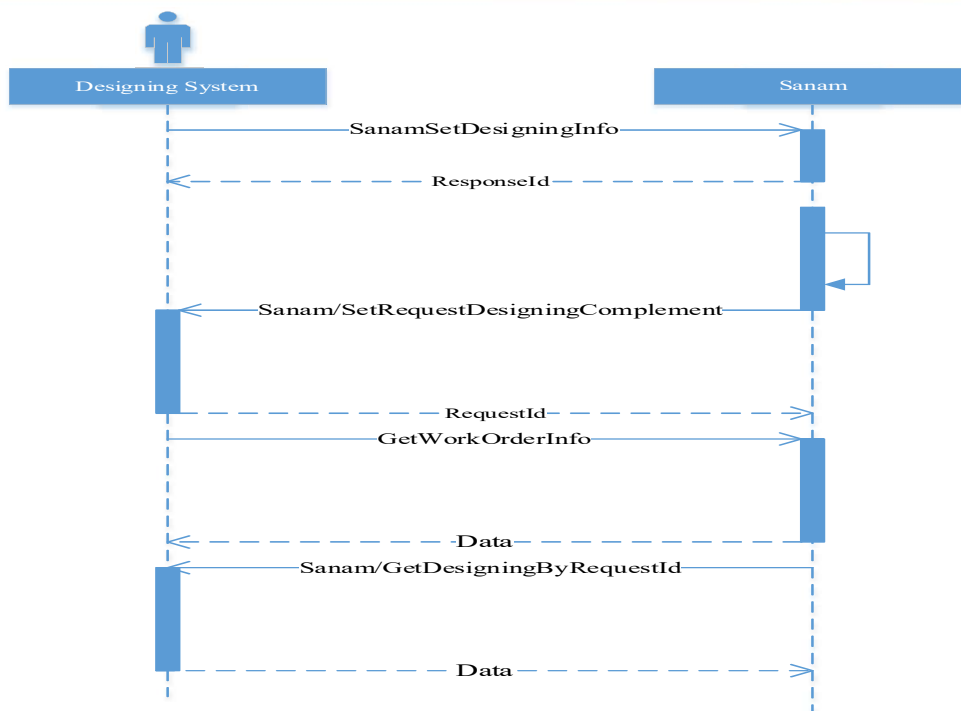 Designing System
Sanam
SanamSetDesigningInfo
ResponseId
Sanam/SetRequestDesigningComplement
RequestId
GetWorkOrderInfo
Data
Sanam/GetDesigningByRequestId
Data